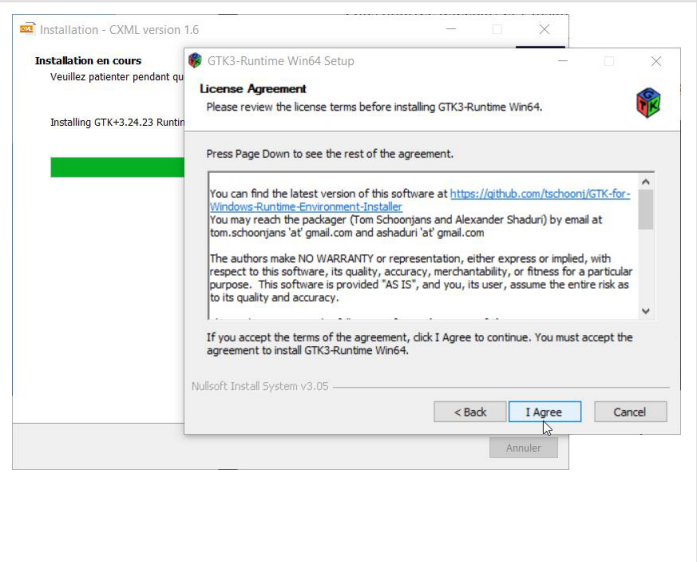 Installation - CXML version 1.6
Installation en cours
Veuillez patienter pendant qu
Installing GTK+3.24.23 Runtin
GTK3-Runtime Win64 Setup
License Agreement
Please review the license terms before installing GTK3-Runtime Win64.
Press Page Down to see the rest of the agreement.
You can find the latest version of this software at https://github.com/tschoonj/GTK-for-
Windows-Runtime-Environment-Installer
You may reach the packager (Tom Schoonjans and Alexander Shaduri) by email at
tom.schoonjans 'at' gmail.com and ashaduri 'at' gmail.com
The authors make NO WARRANTY or representation, either express or implied, with
respect to this software, its quality, accuracy, merchantability, or fitness for a particular
purpose. This software is provided "AS IS", and you, its user, assume the entire risk as
to its quality and accuracy.
If you accept the terms of the agreement, click I Agree to continue. You must accept the
agreement to install GTK3-Runtime Win64.
Nullsoft Install System v3.05
< Back
I Agree
Cancel
Annuler